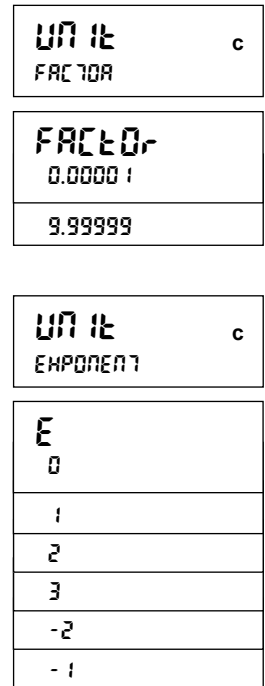 UNIt c
FACTOR
FACtOr
0.00001
9.99999
UNIt c
EXPONENT
E
0
1
2
3
-2
-1